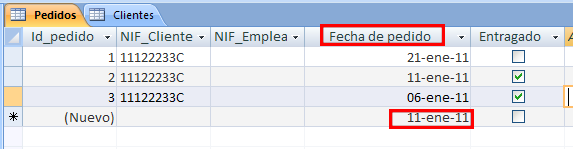 Pedidos Clientes
Id_pedido NIF_Cliente NIF_Emplea Fecha de pedido Entragado
1 11122233C 21-ene-11
2 11122233C 11-ene-11
3 11122233C 06-ene-11
(Nuevo) 11-ene-11